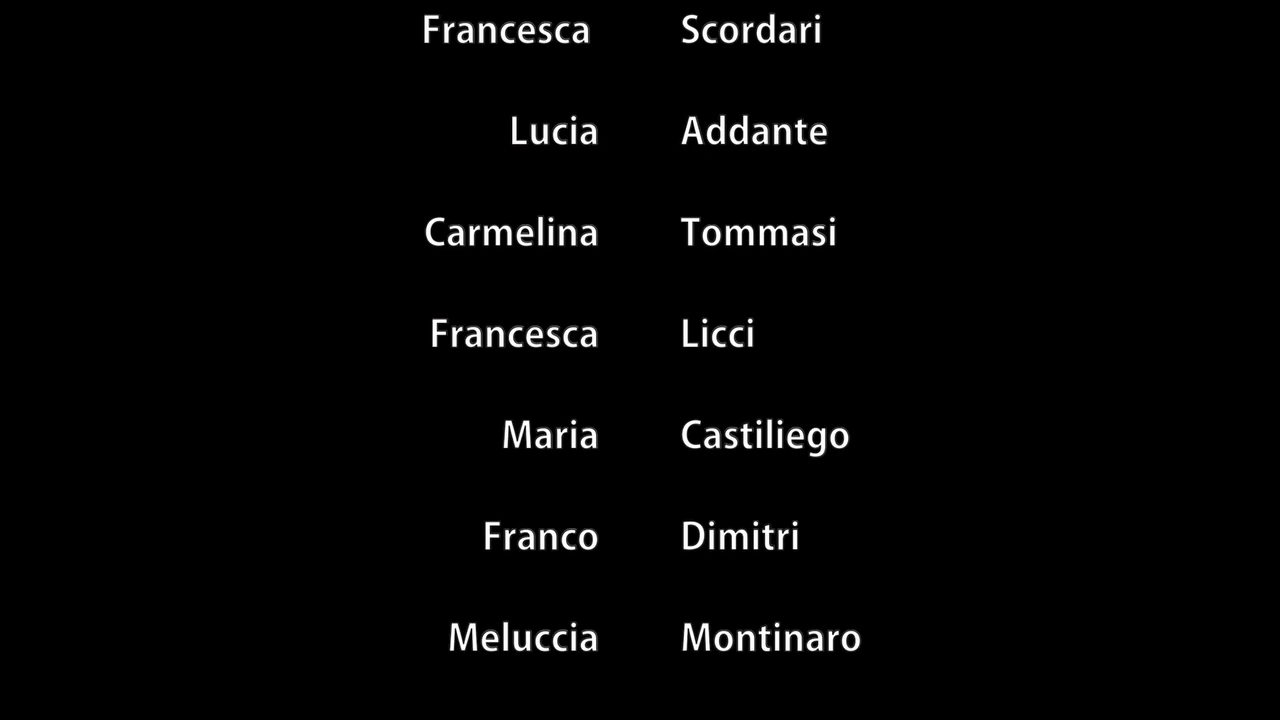 Francesca Scordari
Lucia Addante
Carmelina Tommasi
Francesca Licci
Maria Castiliego
Franco Dimitri
Meluccia Montinaro